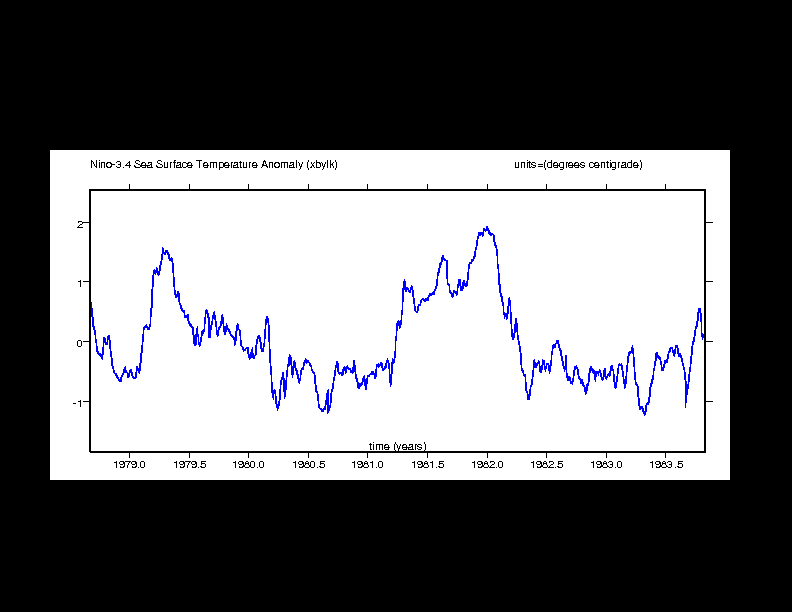 Nino-3.4 Sea Surface Temperature Anomaly (xbylk) units=(degrees centigrade)
2
1
0
-1
time (years)
1979.0 1979.5 1980.0 1980.5 1981.0 1981.5 1982.0 1982.5 1983.0 1983.5